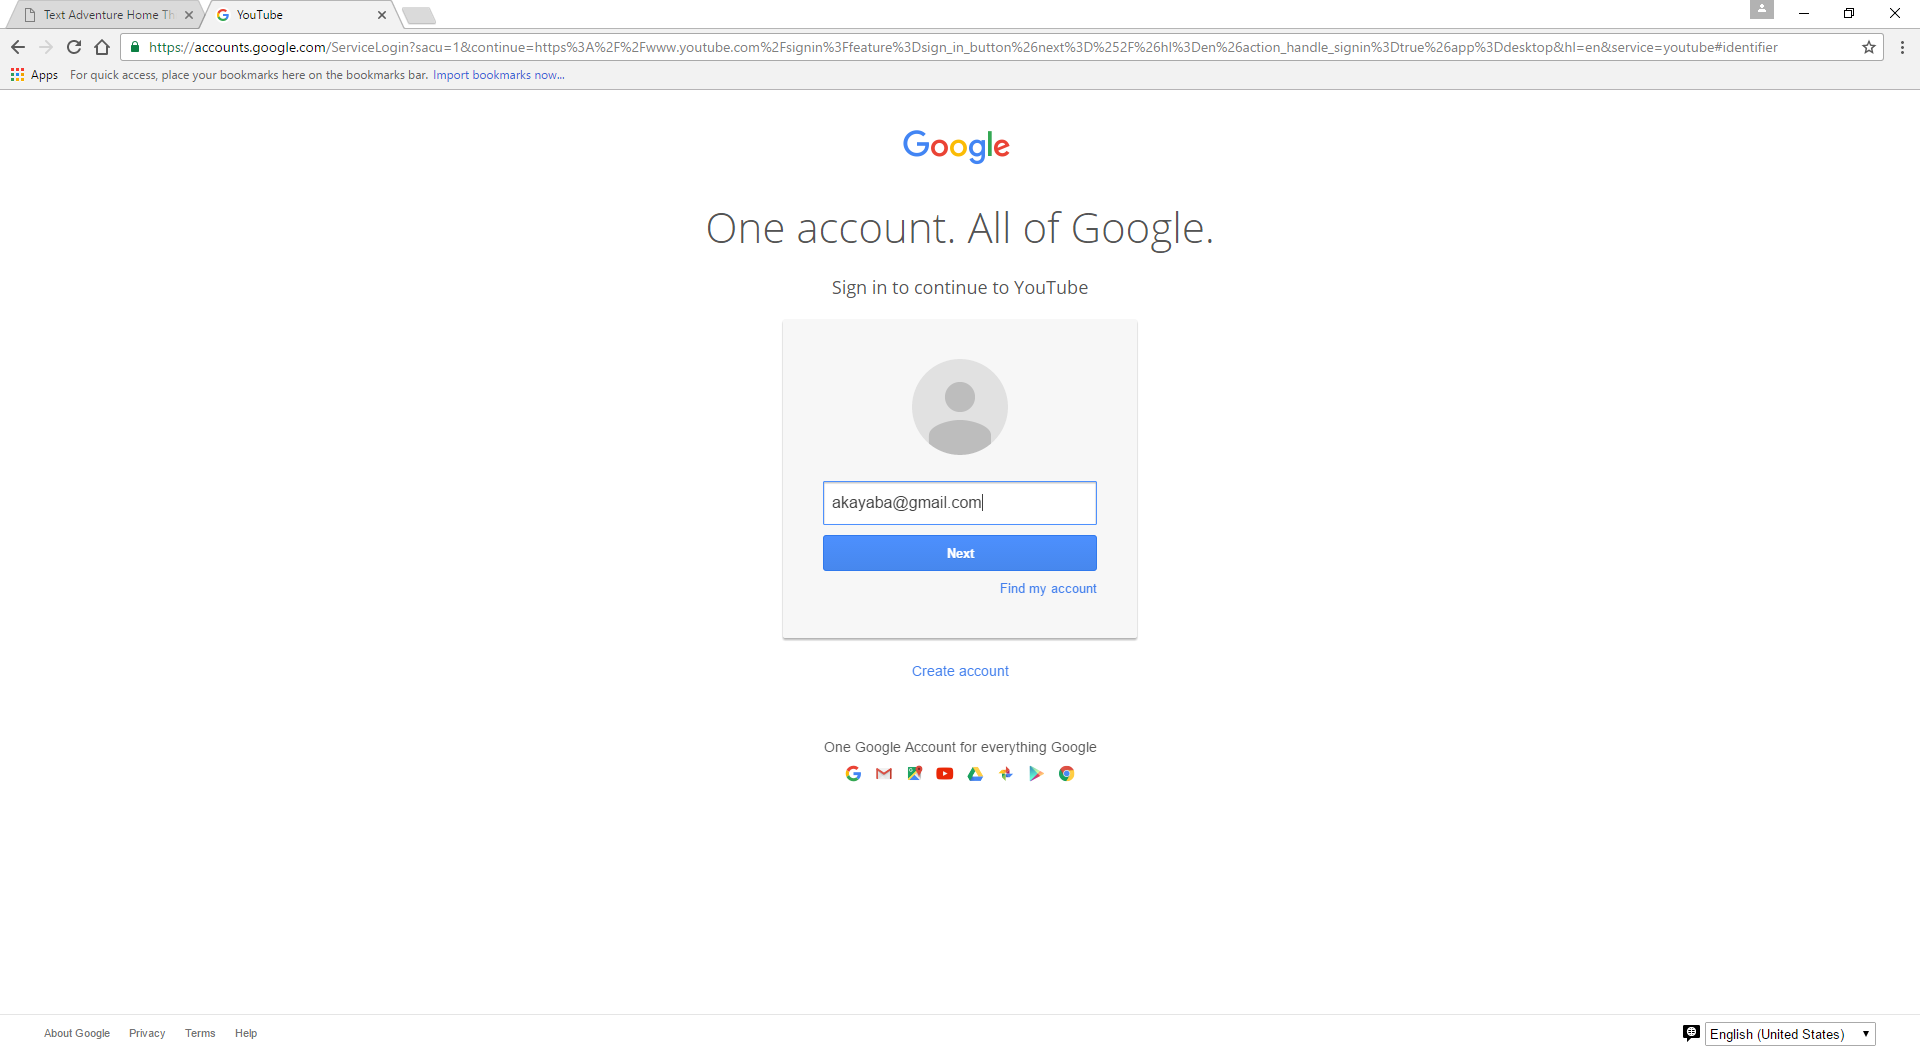 Text Adventure Home Th
YouTube
https://accounts.google.com/ServiceLogin?sacu=1&continue=https%3A%2F%2Fwww.youtube.com%2Fsignin%3Ffeature%3Dsign_in_button%26next%3D%252F%26hl%3Den%26action_handle_signin%3Dtrue%26app%3Ddesktop&hl=en&service=youtube#identifier
Apps For quick access, place your bookmarks here on the bookmarks bar. Import bookmarks now...
Google
One account. All of Google.
Sign in to continue to YouTube
akayaba@gmail.com
Next
Find my account
Create account
One Google Account for everything Google
About Google Privacy Terms Help
English (United States)